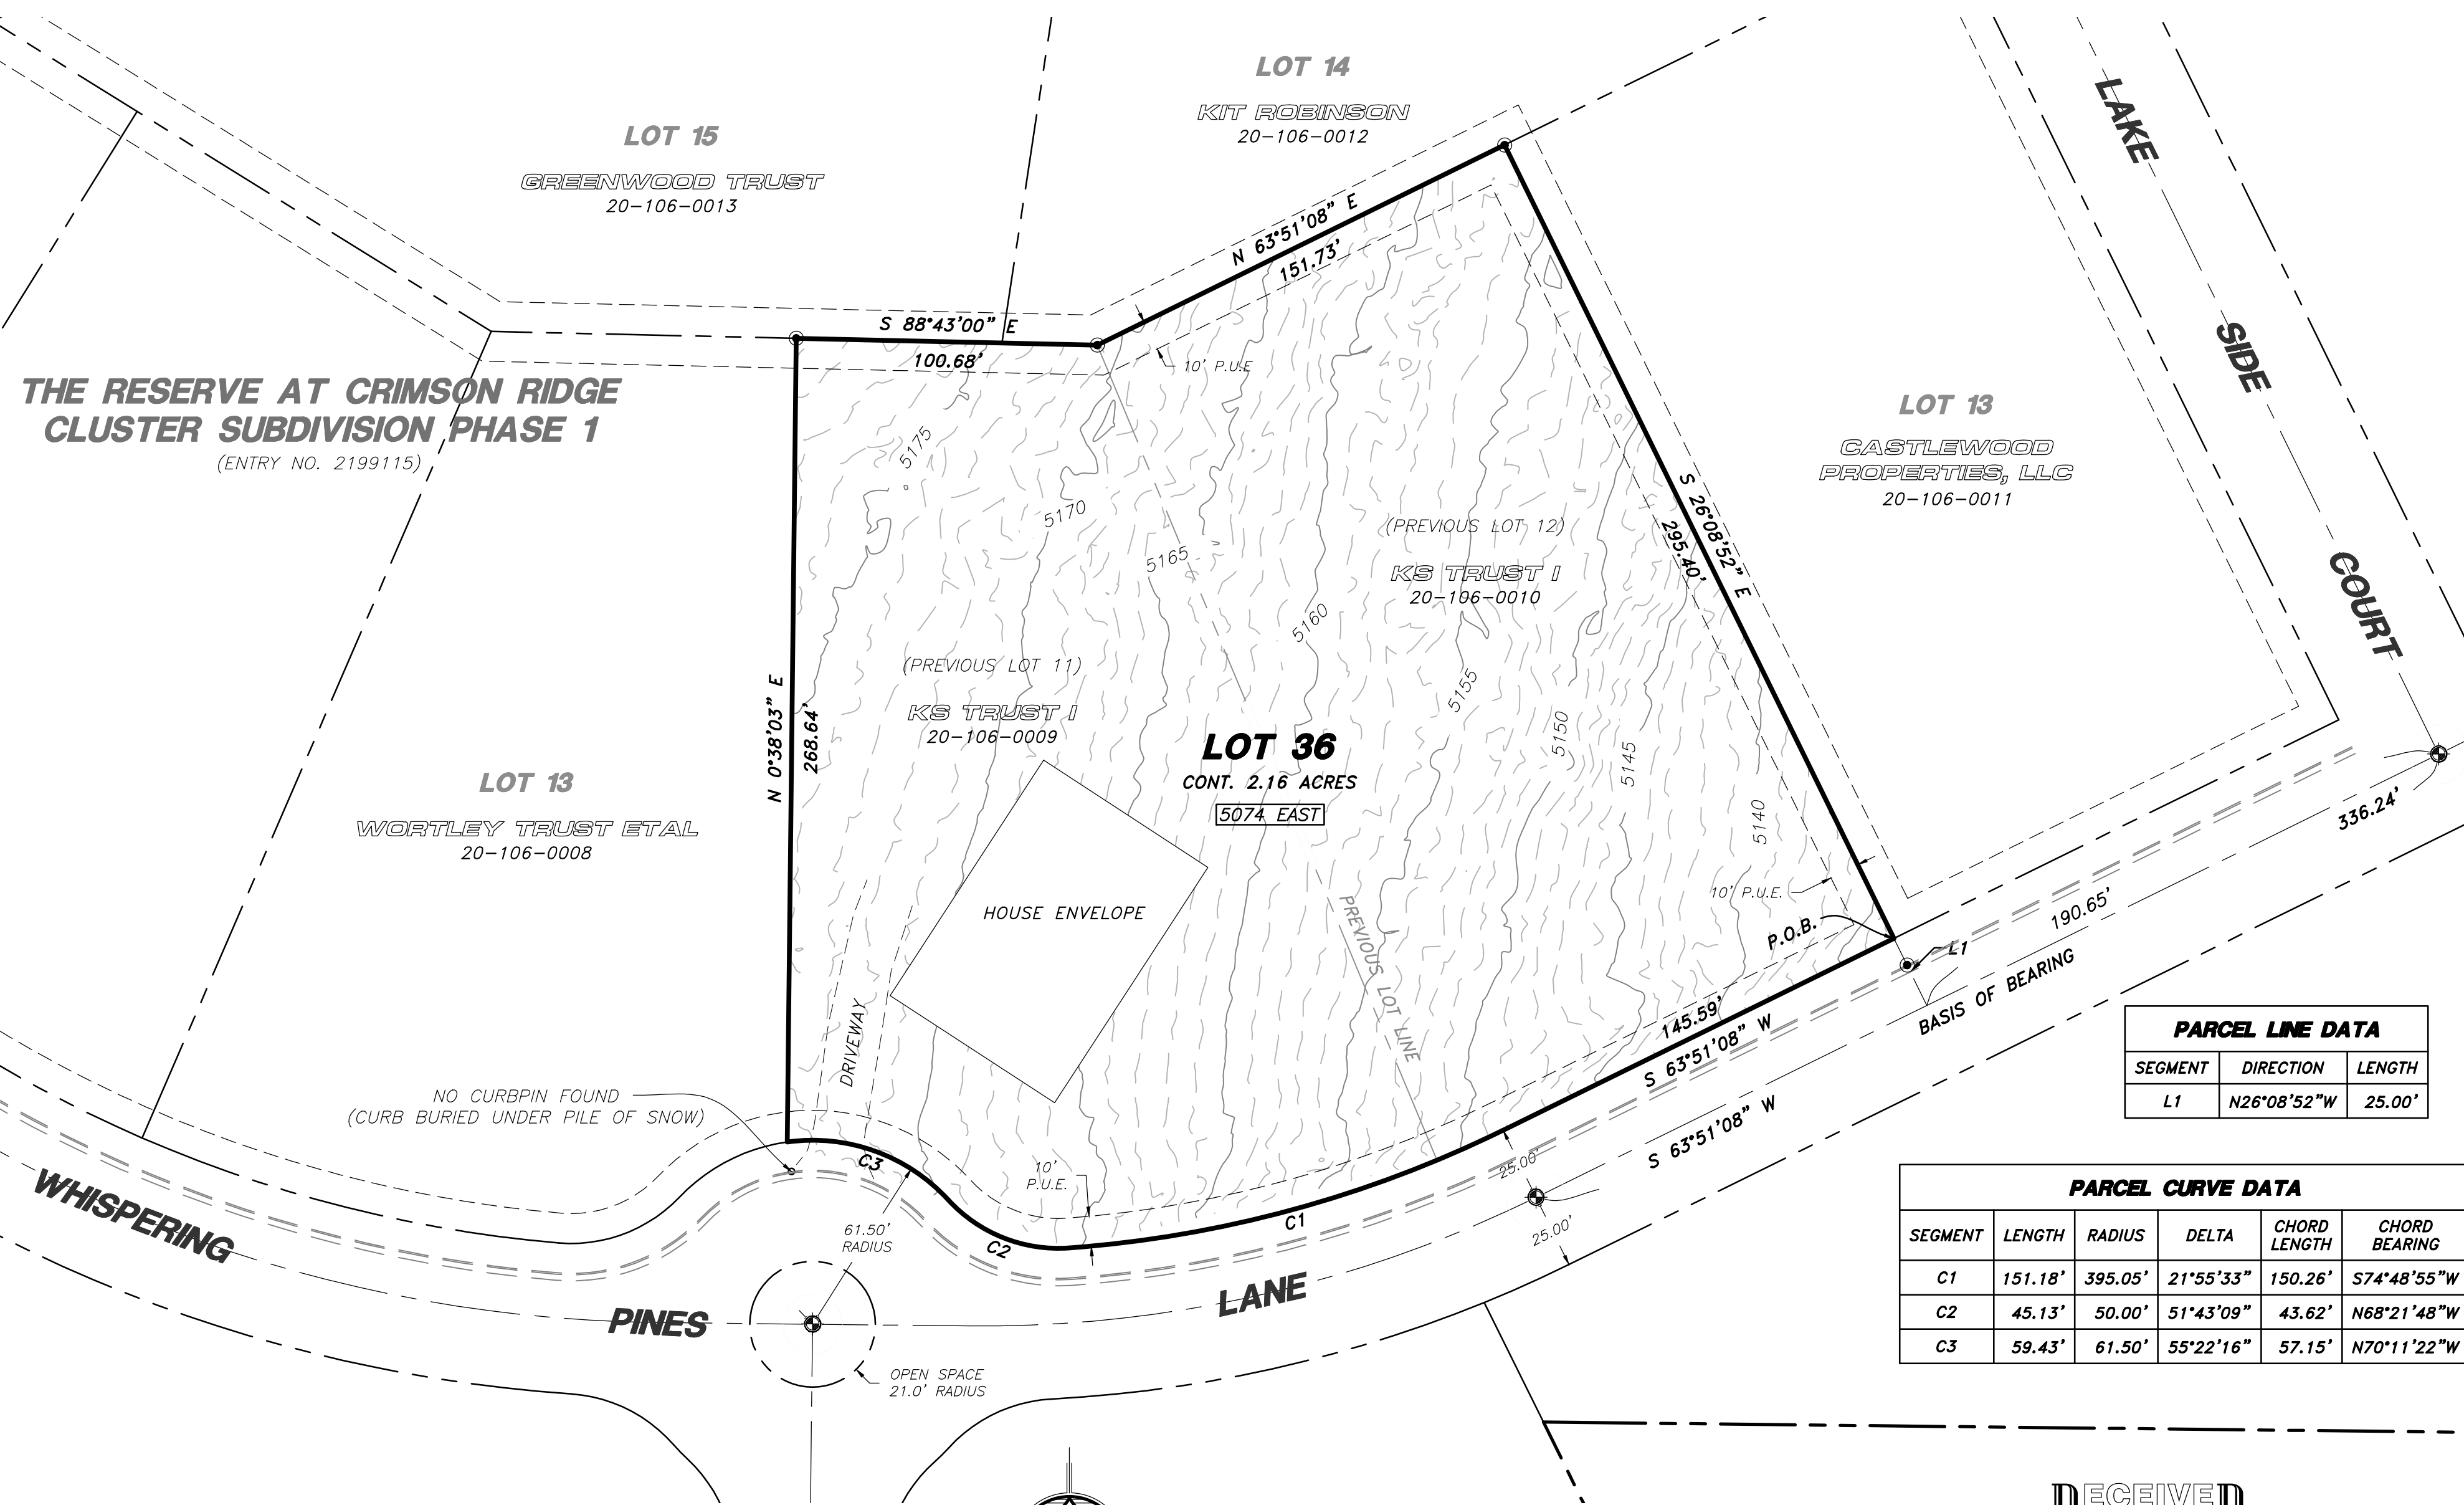 LOT 14
KIT ROBINSON
20-106-0012
LOT 15
GREENWOOD TRUST
20-106-0013
LAKE
SIDE
COURT
N 63°51'08" E
151.73'
S 88°43'00" E
100.68'
10' P.U.E
THE RESERVE AT CRIMSON RIDGE
CLUSTER SUBDIVISION PHASE 1
(ENTRY NO. 2199115)
LOT 13
CASTLEWOOD
PROPERTIES, LLC
20-106-0011
5175
5170
5165
5160
5155
5150
5145
5140
S 26°08'52" E
295.40'
(PREVIOUS LOT 12)
KS TRUST I
20-106-0010
(PREVIOUS LOT 11)
KS TRUST I
20-106-0009
N 0°38'03" E
268.64'
LOT 36
CONT. 2.16 ACRES
5074 EAST
LOT 13
WORTLEY TRUST ETAL
20-106-0008
HOUSE ENVELOPE
DRIVEWAY
PREVIOUS LOT LINE
10' P.U.E.
P.O.B.
L1
336.24'
190.65'
BASIS OF BEARING
145.59'
S 63°51'08" W
S 63°51'08" W
NO CURBPIN FOUND
(CURB BURIED UNDER PILE OF SNOW)
C3
10'
P.U.E.
C2
C1
25.00'
25.00'
61.50'
RADIUS
WHISPERING
PINES
LANE
OPEN SPACE
21.0' RADIUS
PARCEL LINE DATA
SEGMENT DIRECTION LENGTH
L1 N26°08'52"W 25.00'
PARCEL CURVE DATA
SEGMENT LENGTH RADIUS DELTA CHORD LENGTH CHORD BEARING
C1 151.18' 395.05' 21°55'33" 150.26' S74°48'55"W
C2 45.13' 50.00' 51°43'09" 43.62' N68°21'48"W
C3 59.43' 61.50' 55°22'16" 57.15' N70°11'22"W
RECEIVED